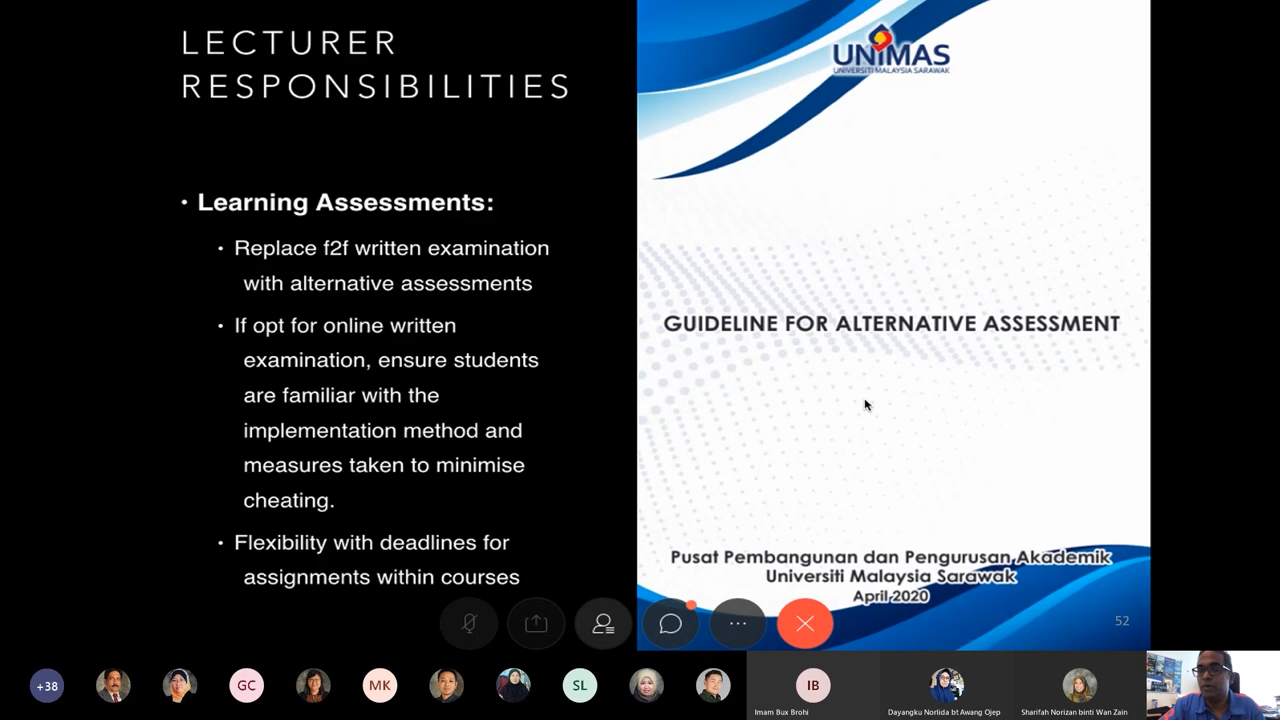 LECTURER
RESPONSIBILITIES
• Learning Assessments:
• Replace f2f written examination
with alternative assessments
• If opt for online written
examination, ensure students
are familiar with the
implementation method and
measures taken to minimise
cheating.
• Flexibility with deadlines for
assignments within courses
UNIMAS
UNIVERSITI MALAYSIA SARAWAK
GUIDELINE FOR ALTERNATIVE ASSESSMENT
Pusat Pembangunan dan Pengurusan Akademik
Universiti Malaysia Sarawak
April 2020
52
+38
GC
MK
SL
IB
Imam Bux Brohi
Dayangku Norlida bt Awang Ojep
Sharifah Norizan binti Wan Zain